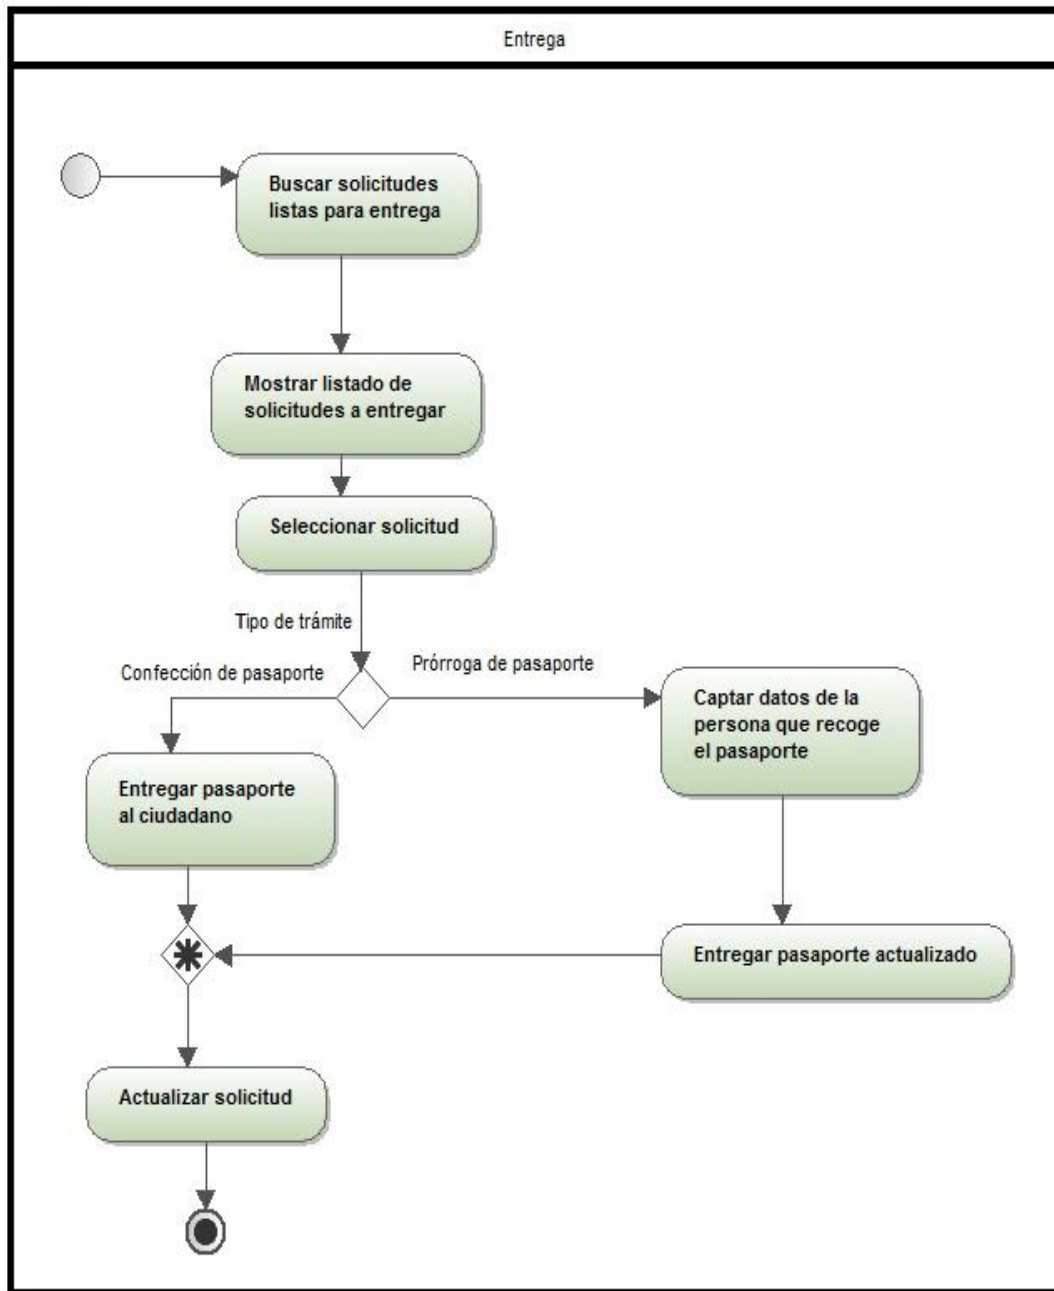 Entrega
Buscar solicitudes
listas para entrega
Mostrar listado de
solicitudes a entregar
Seleccionar solicitud
Tipo de trámite
Confección de pasaporte
Prórroga de pasaporte
Captar datos de la
persona que recoge
el pasaporte
Entregar pasaporte
al ciudadano
Entregar pasaporte actualizado
Actualizar solicitud